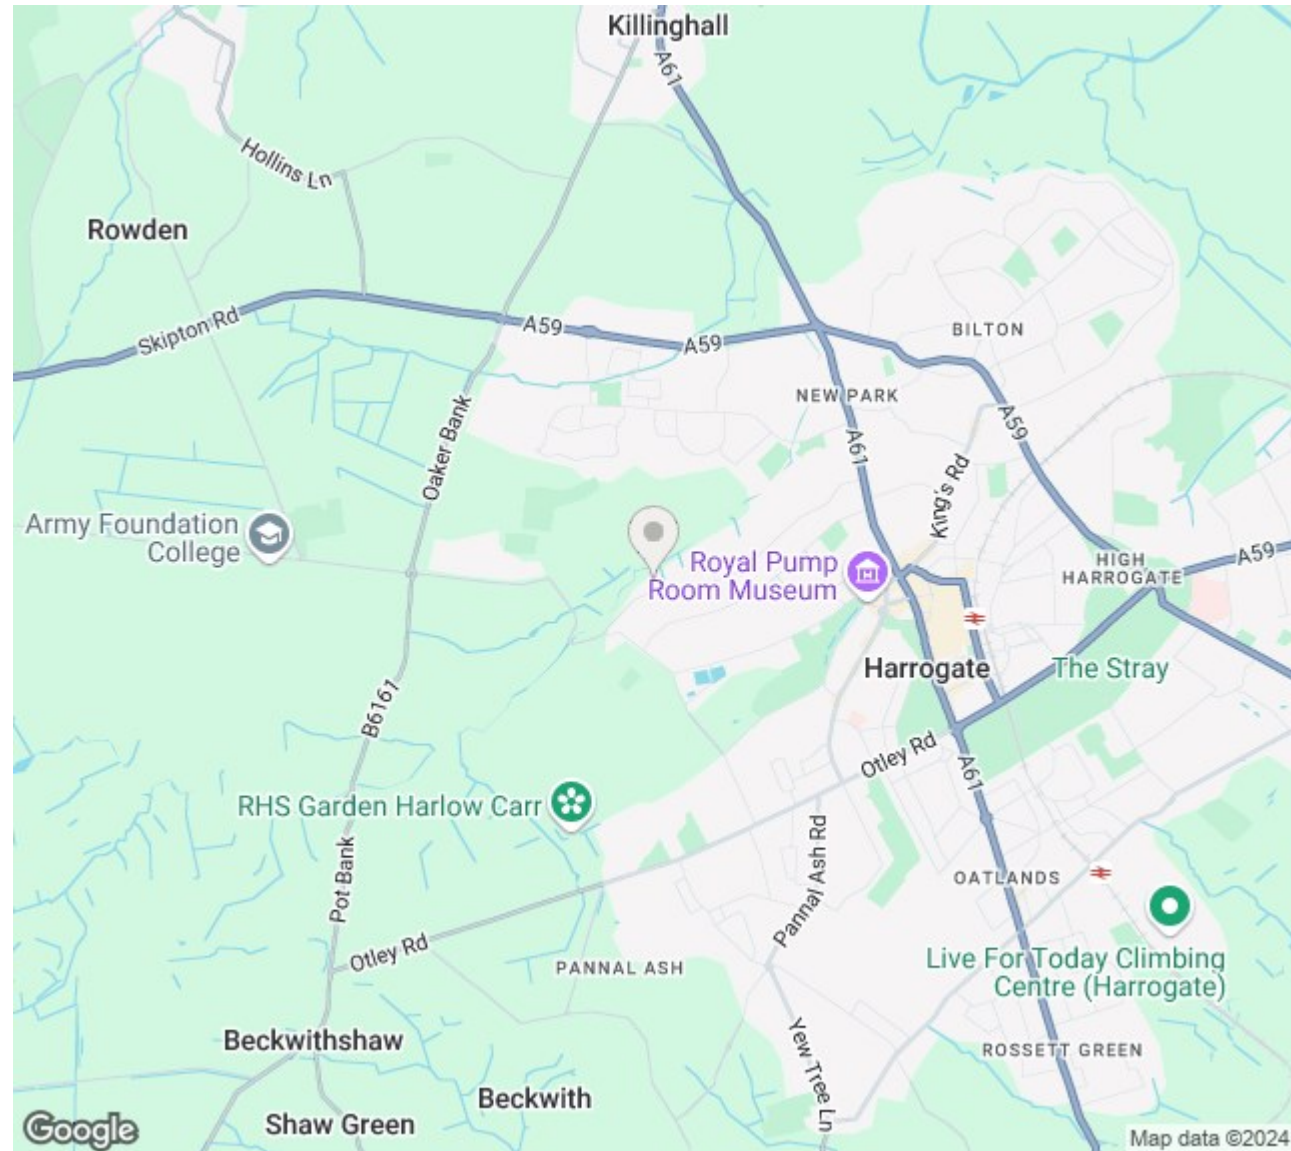 Killinghall
A61
Hollins Ln
Rowden
Skipton Rd
A59
A59
BILTON
NEW PARK
A59
Oaker Bank
A61
King's Rd
Army Foundation
College
Royal Pump
Room Museum
HIGH
HARROGATE
A59
Harrogate
The Stray
B6161
Otley Rd
A61
RHS Garden Harlow Carr
Pot Bank
Pannal Ash Rd
OATLANDS
Otley Rd
PANNAL ASH
Live For Today Climbing
Centre (Harrogate)
Beckwithshaw
Yew Tree Ln
ROSSETT GREEN
Beckwith
Shaw Green
Google
Map data ©2024